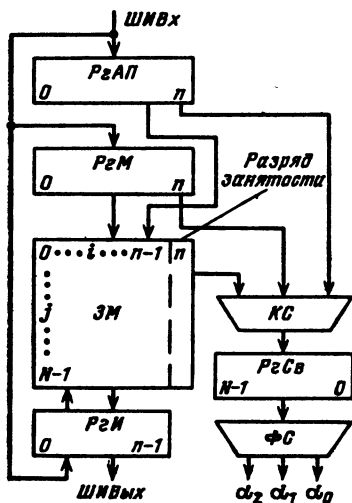 ШИВх
РгАП
0 n
РгМ
0 n
Разряд
занятости
0 •••• i •••• n-1 n
j
ЗМ
КС
N-1
РгСв
N-1 0
РгИ
0 n-1
ФС
ШИВых
α₂ α₁ α₀